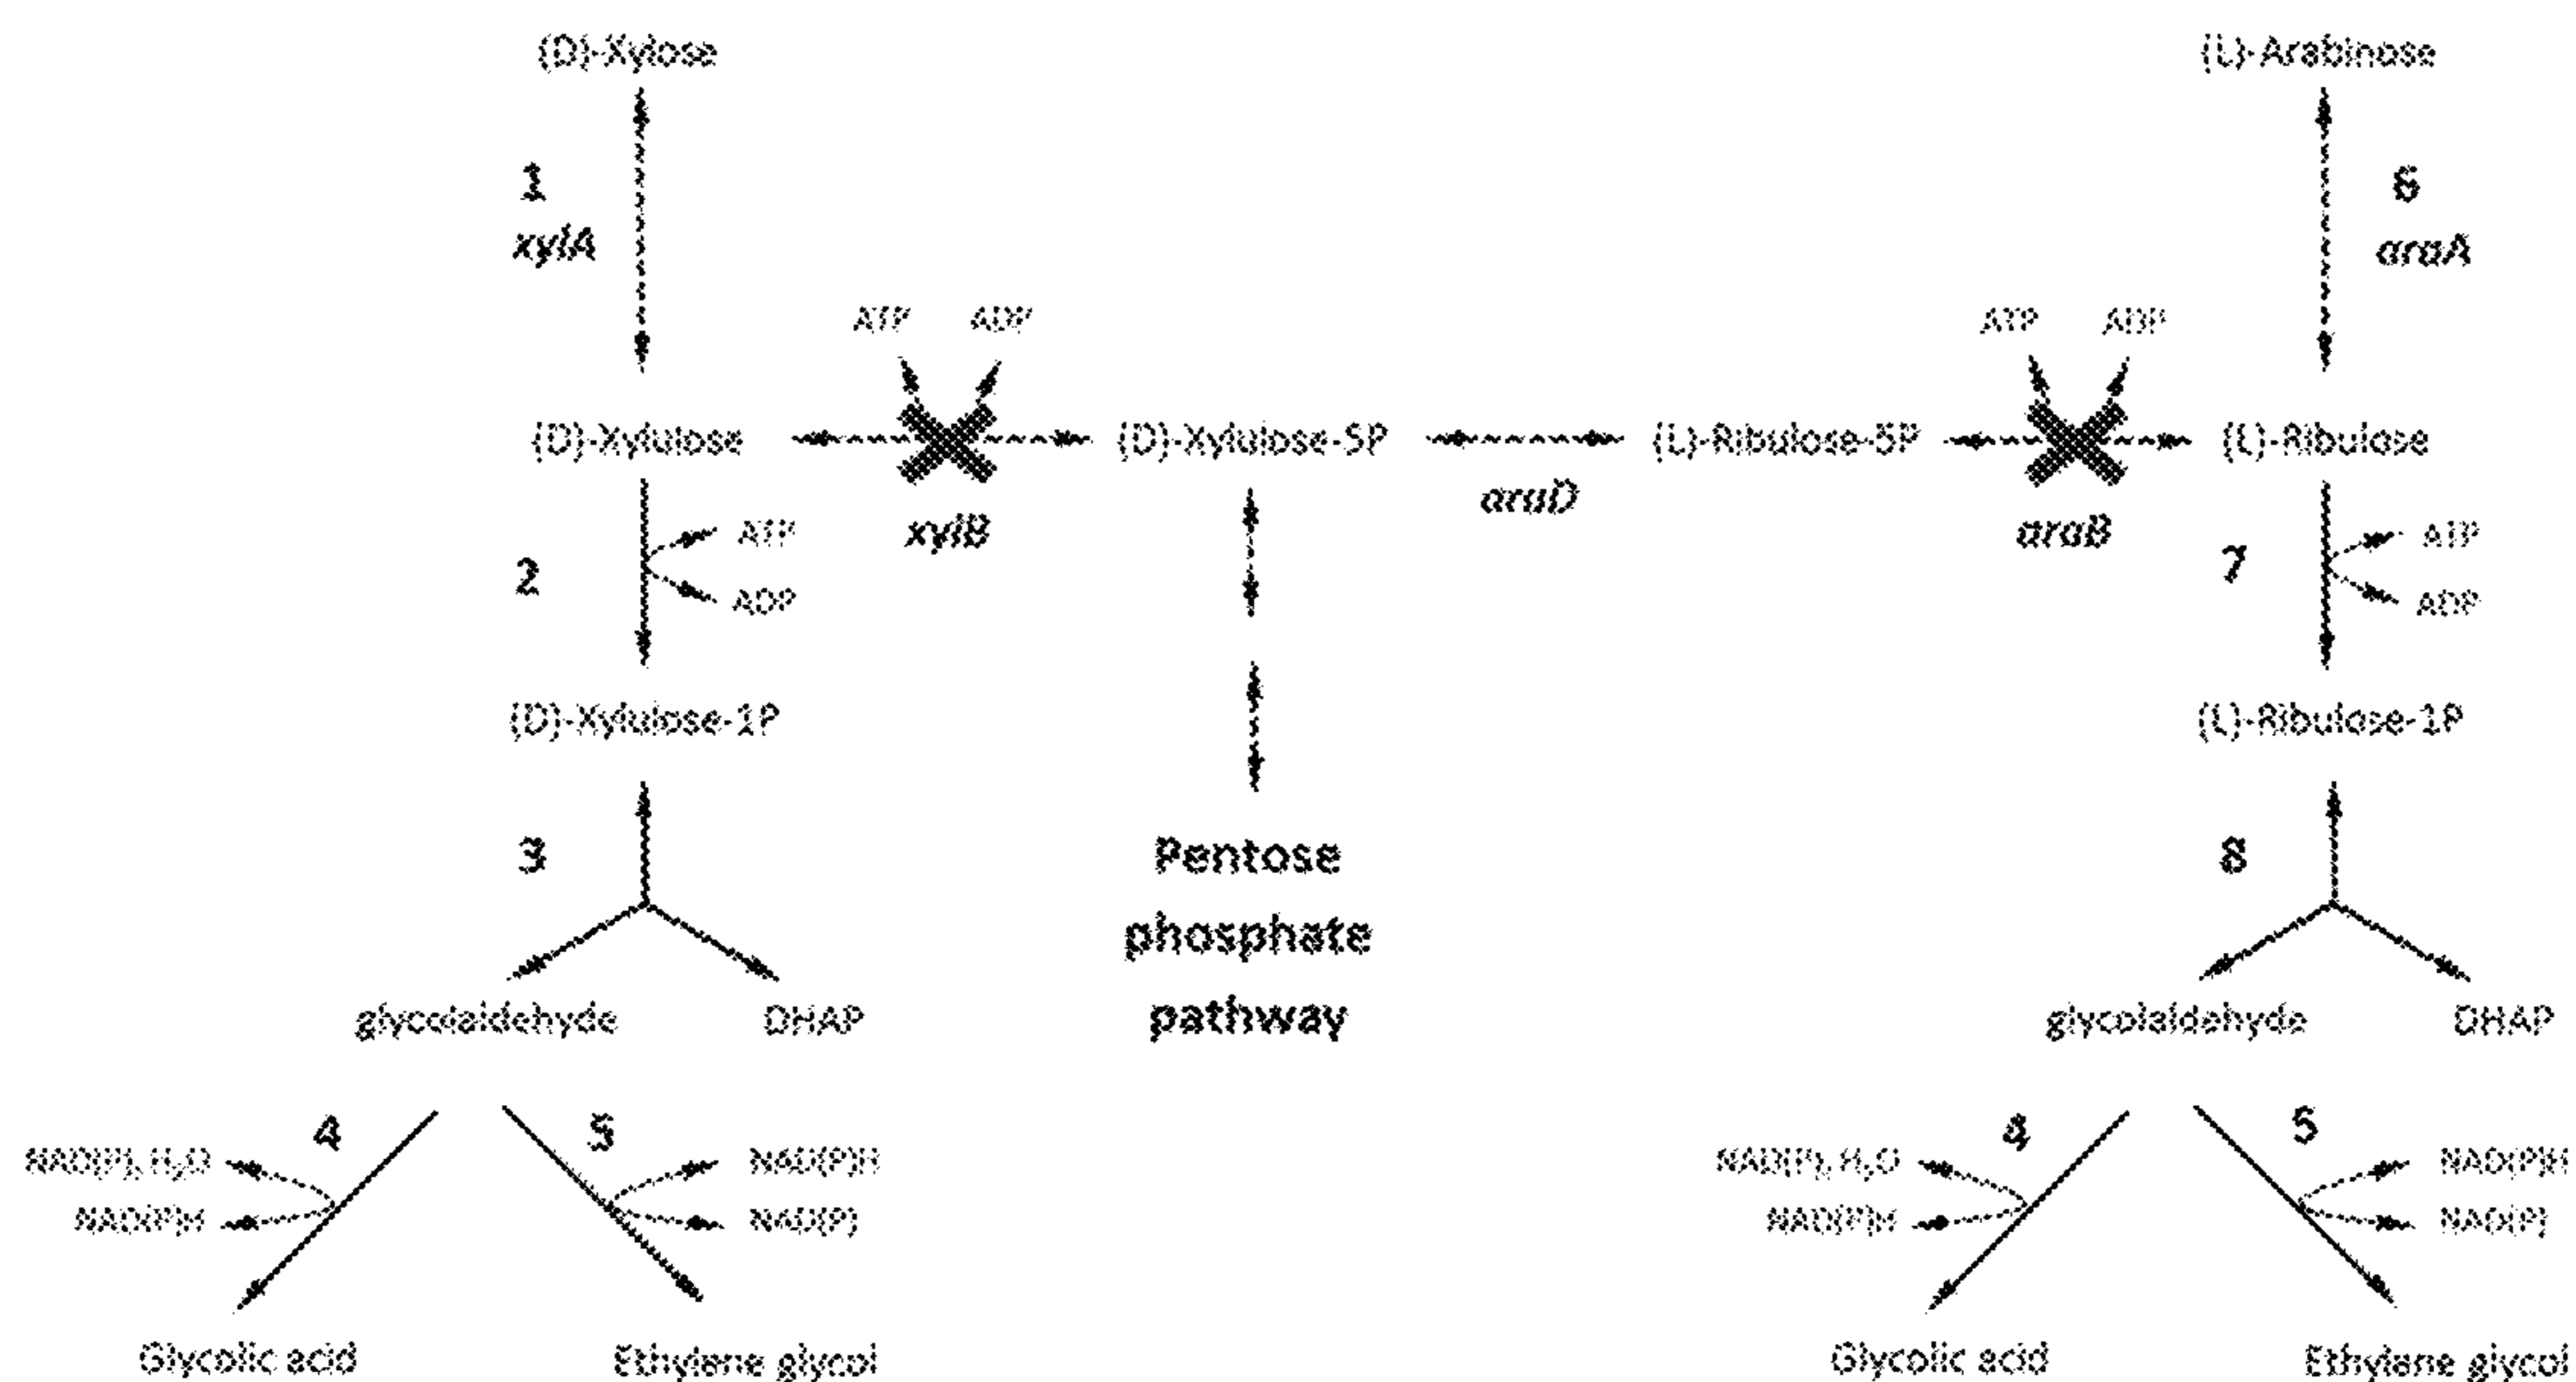 (D)-Xylose
(L)-Arabinose
1
xylA
6
araA
ATP ADP
ATP ADP
(D)-Xylulose
(D)-Xylulose-5P
(L)-Ribulose-5P
(L)-Ribulose
xylB
araD
araB
2
ATP
ADP
7
ATP
ADP
(D)-Xylulose-1P
(L)-Ribulose-1P
3
8
Pentose
phosphate
pathway
glycolaldehyde
DHAP
glycolaldehyde
DHAP
4
5
NAD(P), H₂O
NAD(P)H
NAD(P)H
NAD(P)
4
5
NAD(P), H₂O
NAD(P)H
NAD(P)H
NAD(P)
Glycolic acid
Ethylene glycol
Glycolic acid
Ethylene glycol